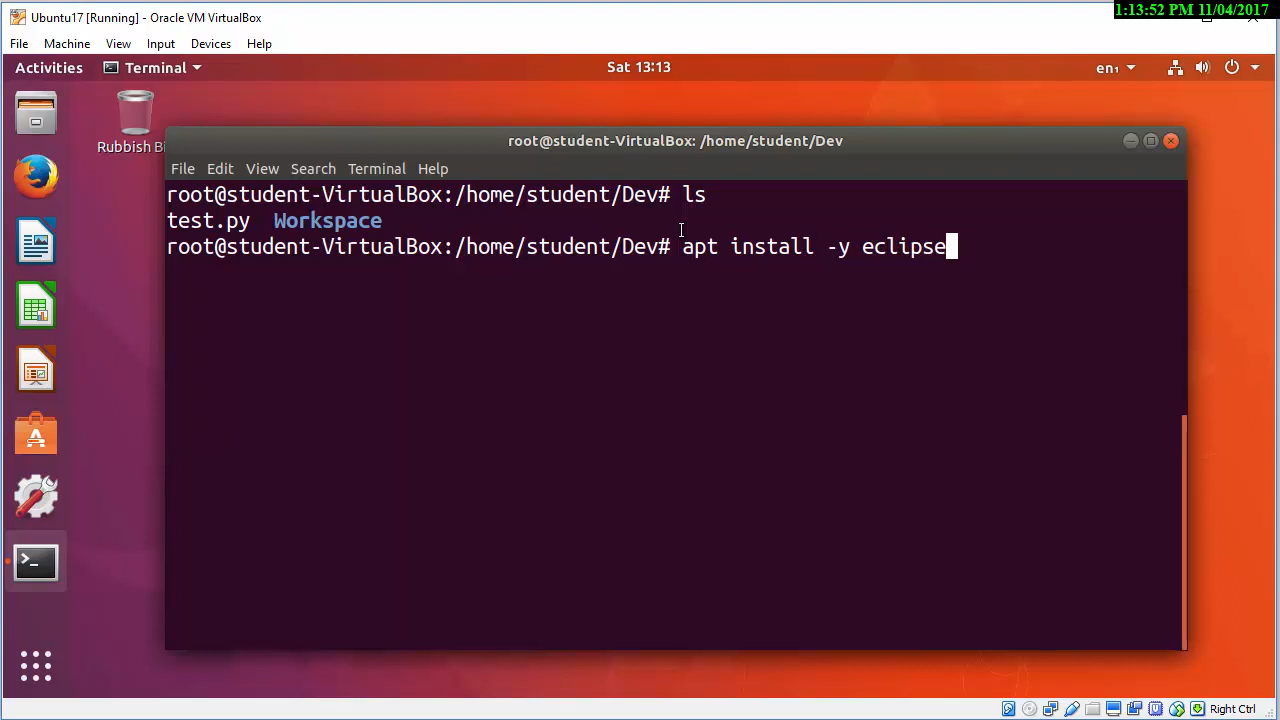 Ubuntu17 [Running] - Oracle VM VirtualBox
1:13:52 PM 11/04/2017
File Machine View Input Devices Help
Activities Terminal Sat 13:13 en₁
Rubbish Bi
root@student-VirtualBox: /home/student/Dev
File Edit View Search Terminal Help
root@student-VirtualBox:/home/student/Dev# ls
test.py Workspace
root@student-VirtualBox:/home/student/Dev# apt install -y eclipse
Right Ctrl